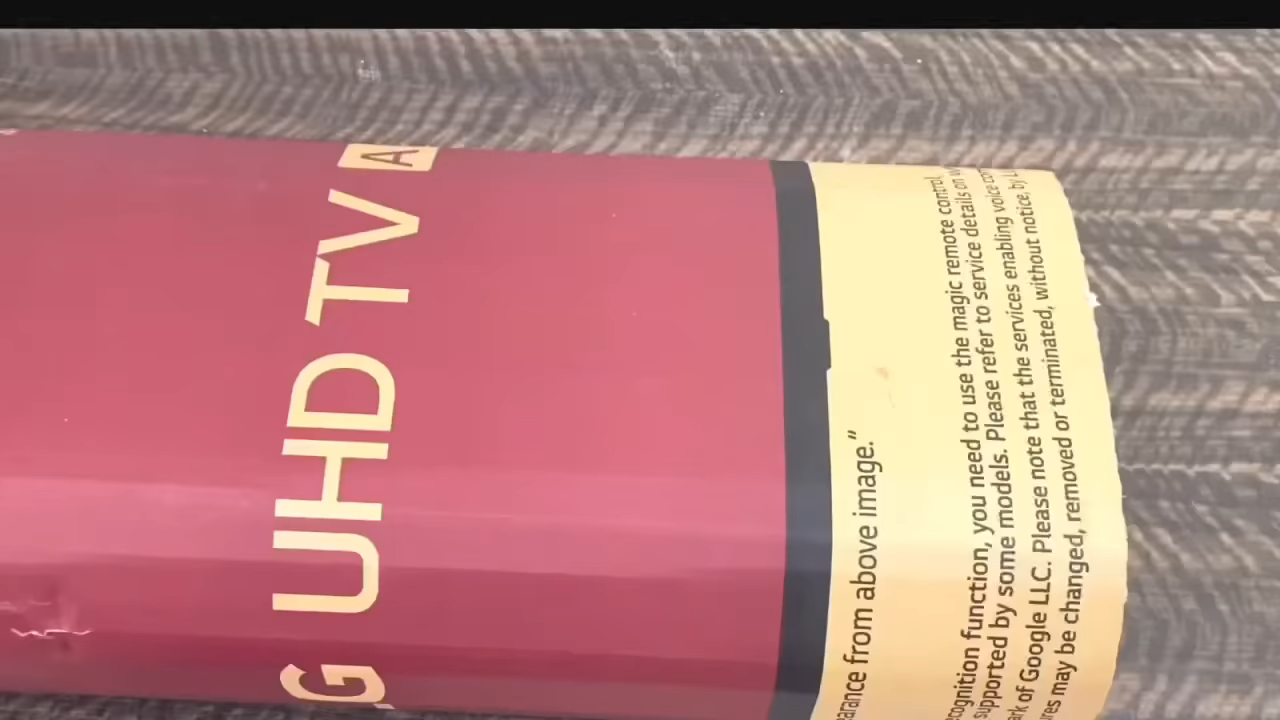 G UHD TV A
arance from above image."
cognition function, you need to use the magic remote control.
supported by some models. Please refer to service details on
ark of Google LLC. Please note that the services enabling voice
res may be changed, removed or terminated, without notice, by